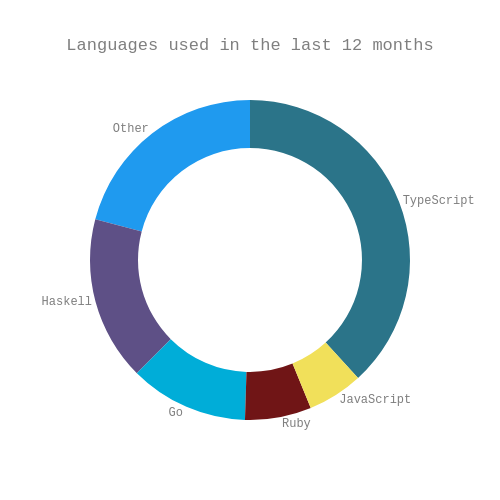 Languages used in the last 12 months
Other
TypeScript
Haskell
JavaScript
Go
Ruby